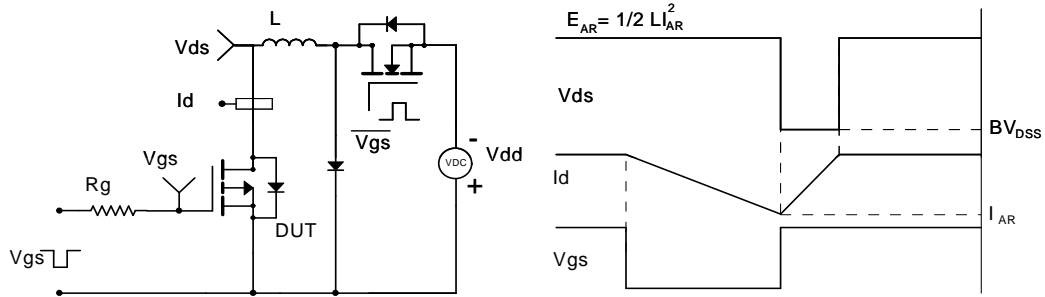 L
E_AR= 1/2 LI_AR^2
Vds
Id
Vgs
Vgs
-
VDC
Vdd
+
Rg
DUT
Vgs
Vds
BV_DSS
Id
I_AR
Vgs